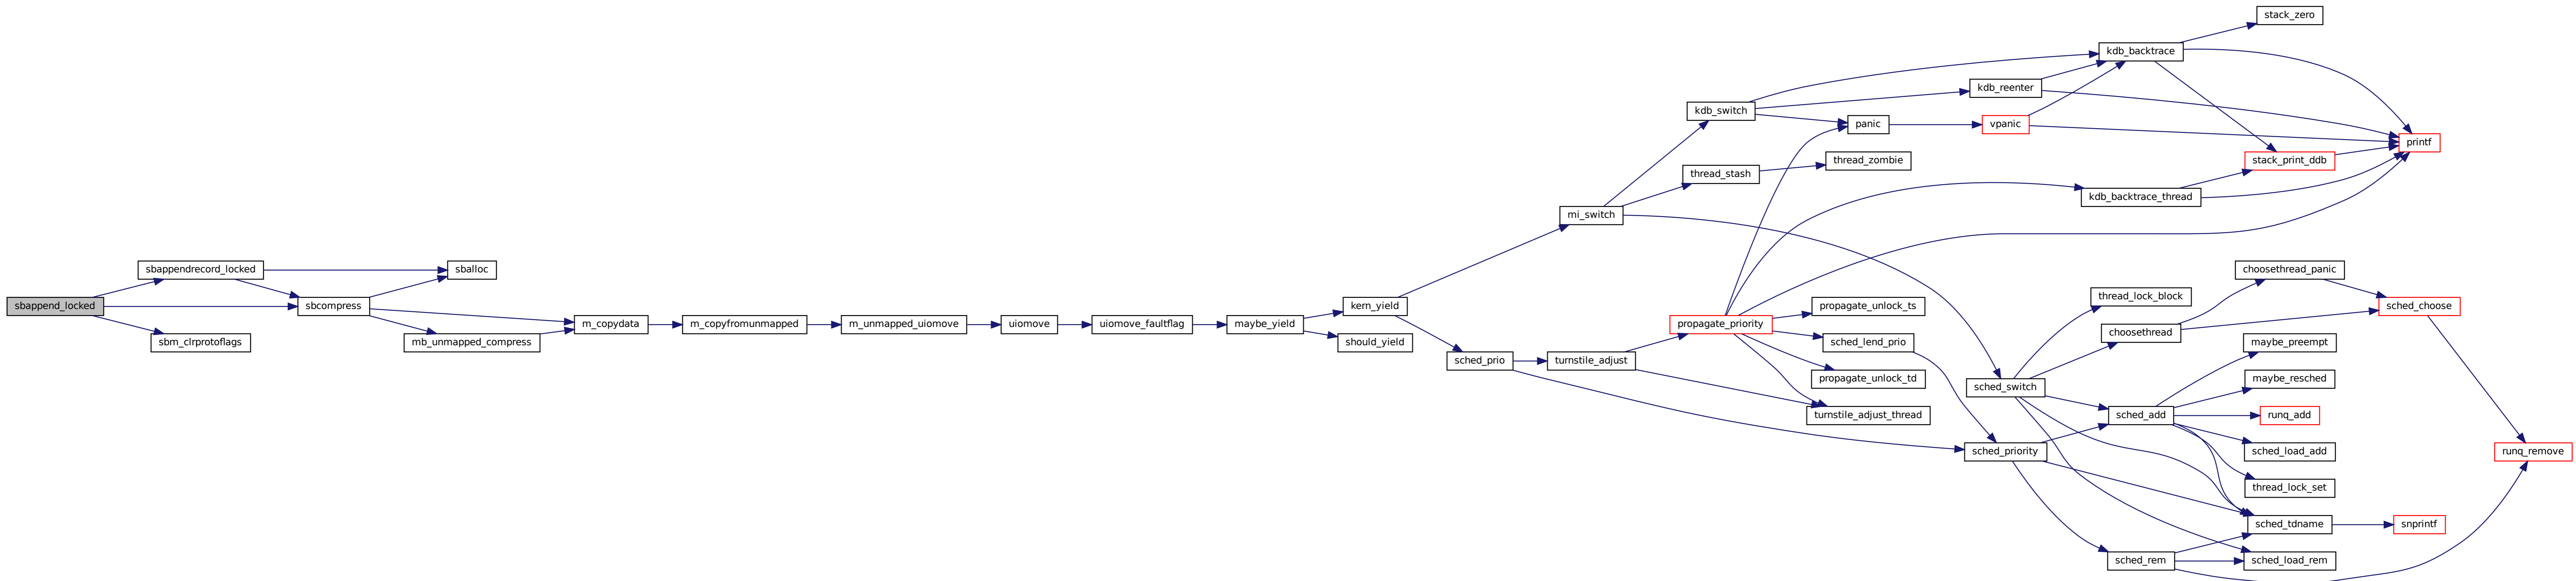 sbappend_locked
sbappendrecord_locked
sbm_clrprotoflags
sbcompress
sballoc
mb_unmapped_compress
m_copydata
m_copyfromunmapped
m_unmapped_uiomove
uiomove
uiomove_faultflag
maybe_yield
kern_yield
should_yield
mi_switch
sched_prio
turnstile_adjust
kdb_switch
thread_stash
propagate_priority
panic
thread_zombie
propagate_unlock_ts
sched_lend_prio
propagate_unlock_td
turnstile_adjust_thread
kdb_reenter
vpanic
sched_switch
sched_priority
kdb_backtrace
kdb_backtrace_thread
thread_lock_block
choosethread
sched_add
sched_rem
stack_zero
stack_print_ddb
choosethread_panic
maybe_preempt
maybe_resched
runq_add
sched_load_add
thread_lock_set
sched_tdname
sched_load_rem
printf
sched_choose
snprintf
runq_remove